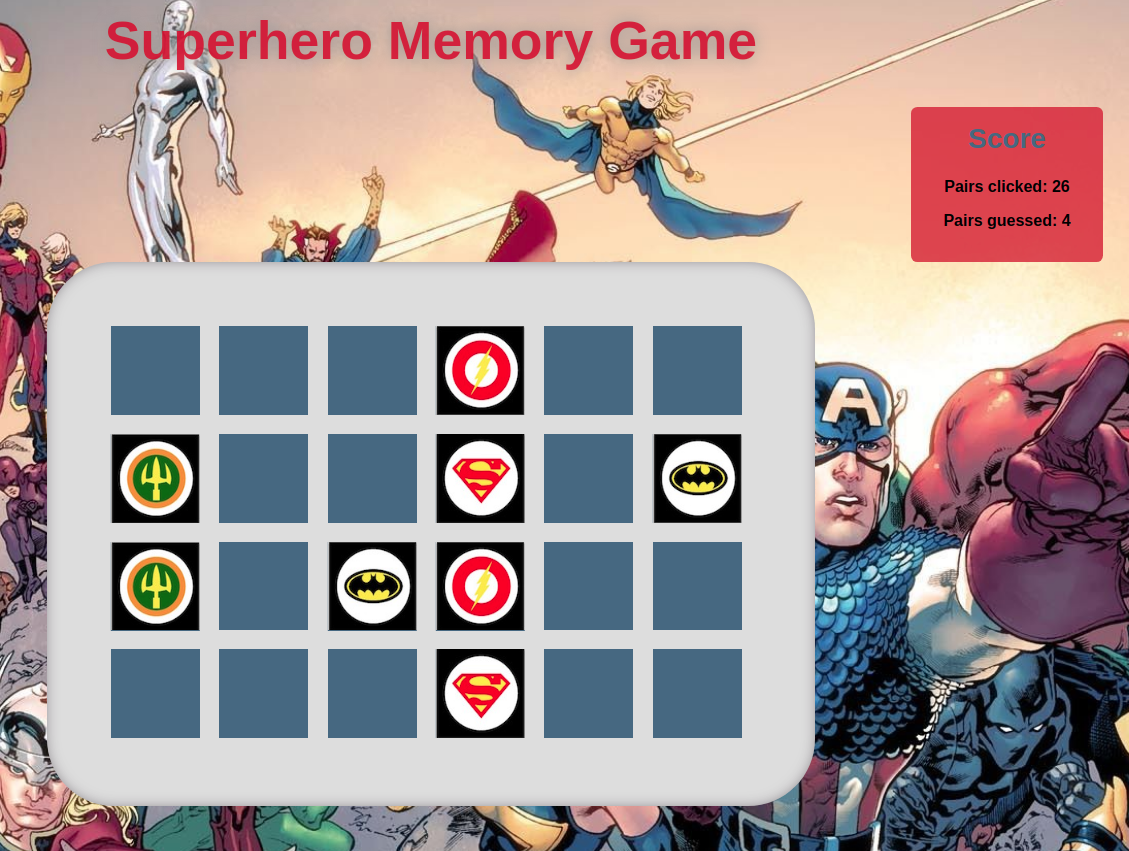 Superhero Memory Game
Score
Pairs clicked: 26
Pairs guessed: 4
A
S
S
S